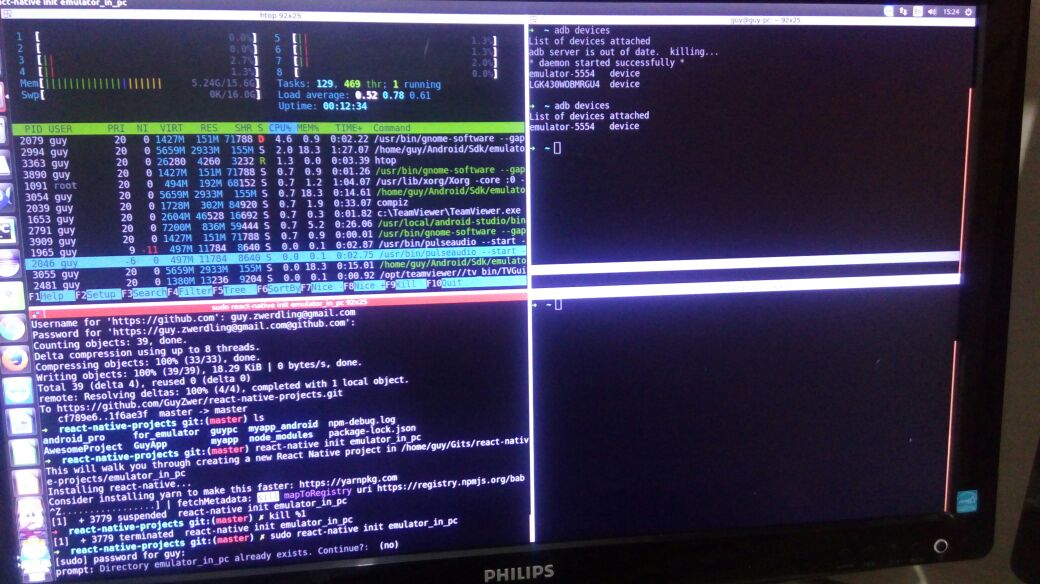 ct-native init emulator_in_pc
15:24
htop 92x25
1 [ 0.0%]
2 [ 0.0%]
3 [|| 2.7%]
4 [| 1.3%]
Mem[ 5.24G/15.6G]
Swp[ 0K/16.0G]
5 [|| 1.3%]
6 [|| 1.3%]
7 [|| 2.0%]
8 [ 0.0%]
Tasks: 129, 469 thr; 1 running
Load average: 0.52 0.78 0.61
Uptime: 00:12:34
PID USER PRI NI VIRT RES SHR S CPU% MEM% TIME+ Command
2079 guy 20 0 1427M 151M 71788 D 4.6 0.9 0:02.22 /usr/bin/gnome-software --gap
2994 guy 20 0 5659M 2933M 155M S 2.0 18.3 1:27.07 /home/guy/Android/Sdk/emulato
3363 guy 20 0 26280 4260 3232 R 1.3 0.0 0:03.39 htop
3890 guy 20 0 1427M 151M 71788 S 0.7 0.9 0:01.26 /usr/bin/gnome-software --gap
1091 root 20 0 494M 192M 68152 S 0.7 1.2 1:04.07 /usr/lib/xorg/Xorg -core :0 -
3054 guy 20 0 5659M 2933M 155M S 0.7 18.3 0:14.61 /home/guy/Android/Sdk/emulato
2039 guy 20 0 1728M 302M 84920 S 0.7 1.9 0:33.07 compiz
1653 guy 20 0 2604M 46528 16692 S 0.7 0.3 0:01.82 c:\TeamViewer\TeamViewer.exe
2791 guy 20 0 7200M 836M 59444 S 0.7 5.2 0:26.06 /usr/local/android-studio/bin
3909 guy 20 0 1427M 151M 71788 S 0.7 0.9 0:00.01 /usr/bin/gnome-software --gap
1965 guy 9 -11 497M 11784 8640 S 0.0 0.1 0:02.87 /usr/bin/pulseaudio --start -
2046 guy -6 0 497M 11784 8640 S 0.0 0.1 0:02.75 /usr/bin/pulseaudio --start
3055 guy 20 0 5659M 2933M 155M S 0.0 18.3 0:15.01 /home/guy/Android/Sdk/emulato
2481 guy 20 0 1380M 13236 9204 S 0.0 0.1 0:00.92 /opt/teamviewer//tv_bin/TVGui
F1Help F2Setup F3Search F4Filter F5Tree F6SortBy F7Nice - F8Nice + F9Kill F10Quit
sudo react-native init emulator_in_pc 92x25
Username for 'https://github.com': guy.zwerdling@gmail.com
Password for 'https://guy.zwerdling@gmail.com@github.com':
Counting objects: 39, done.
Delta compression using up to 8 threads.
Compressing objects: 100% (33/33), done.
Writing objects: 100% (39/39), 18.29 KiB | 0 bytes/s, done.
Total 39 (delta 4), reused 0 (delta 0)
remote: Resolving deltas: 100% (4/4), completed with 1 local object.
To https://github.com/GuyZwer/react-native-projects.git
cf789e6..1f6ae3f master -> master
➜ react-native-projects git:(master) ls
android_pro for_emulator guypc myapp_android npm-debug.log
AwesomeProject GuyApp myapp node_modules package-lock.json
➜ react-native-projects git:(master) react-native init emulator_in_pc
This will walk you through creating a new React Native project in /home/guy/Gits/react-nativ
e-projects/emulator_in_pc
Installing react-native...
Consider installing yarn to make this faster: https://yarnpkg.com
^Z................] | fetchMetadata: sill mapToRegistry uri https://registry.npmjs.org/bab
[1] + 3779 suspended react-native init emulator_in_pc
➜ react-native-projects git:(master) ✗ kill %1
[1] + 3779 terminated react-native init emulator_in_pc
➜ react-native-projects git:(master) ✗ sudo react-native init emulator_in_pc
[sudo] password for guy:
prompt: Directory emulator_in_pc already exists. Continue?: (no)
guy@guy-pc: ~ 92x25
➜ ~ adb devices
List of devices attached
adb server is out of date. killing...
* daemon started successfully *
emulator-5554 device
LGK430WOBMRGU4 device
➜ ~ adb devices
List of devices attached
emulator-5554 device
➜ ~
➜ ~
PHILIPS